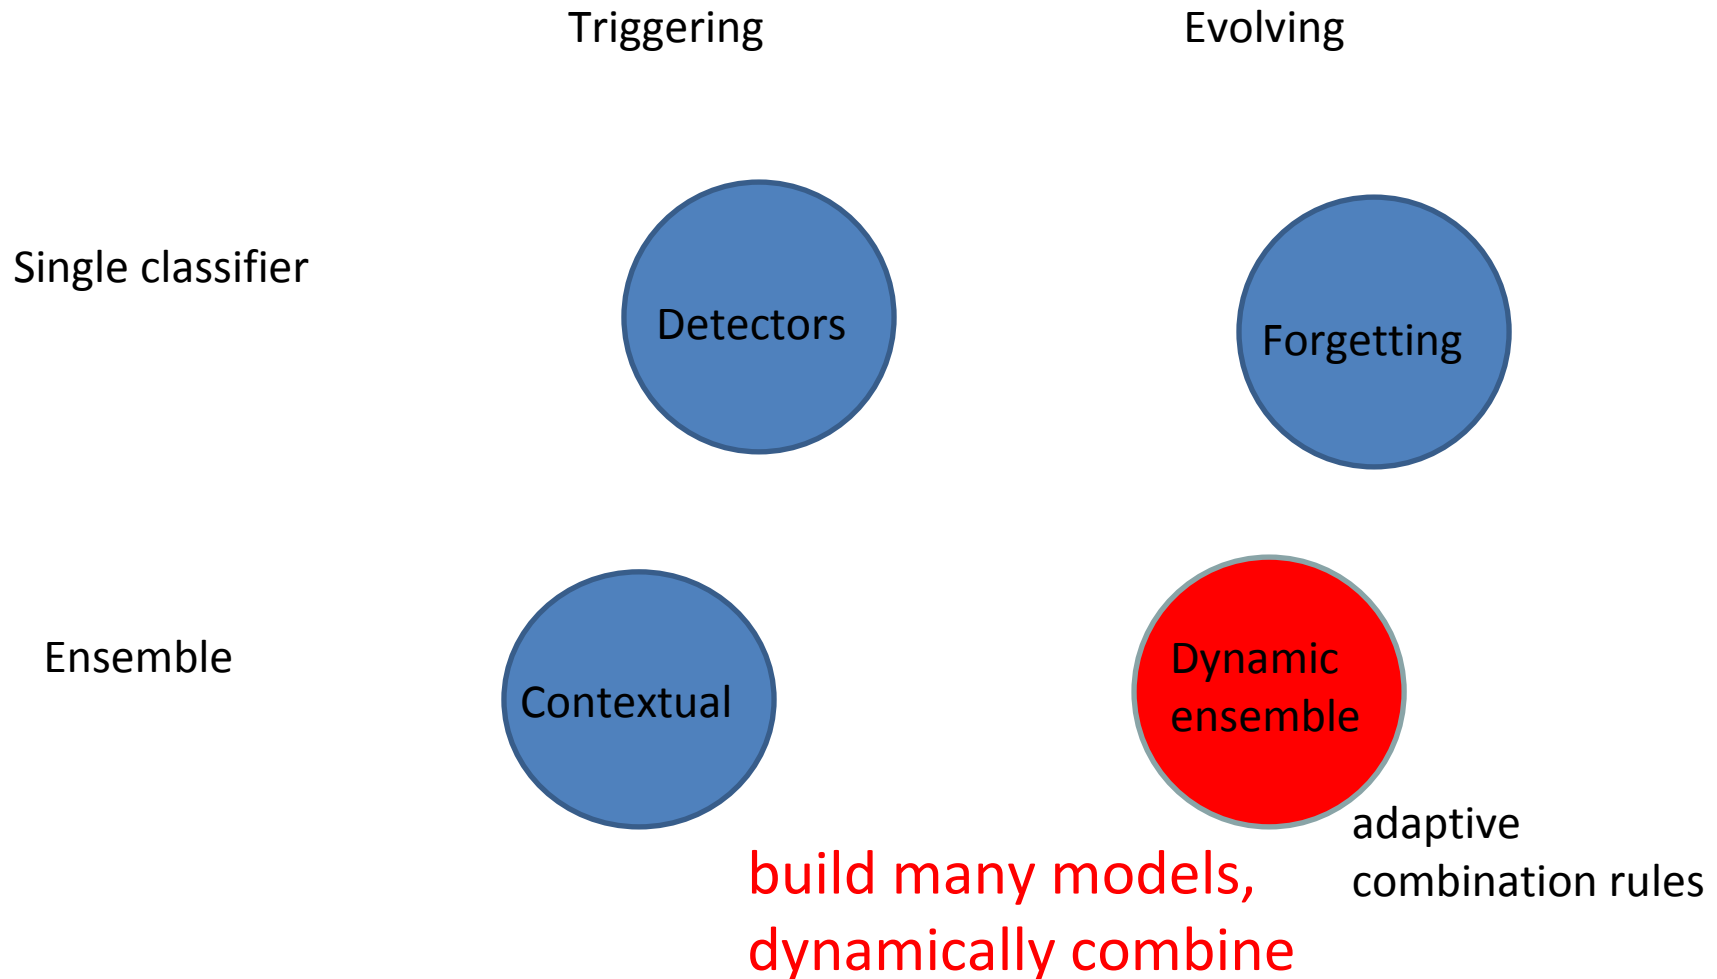 Triggering
Evolving
Single classifier
Detectors
Forgetting
Ensemble
Contextual
Dynamic
ensemble
adaptive
combination rules
build many models,
dynamically combine